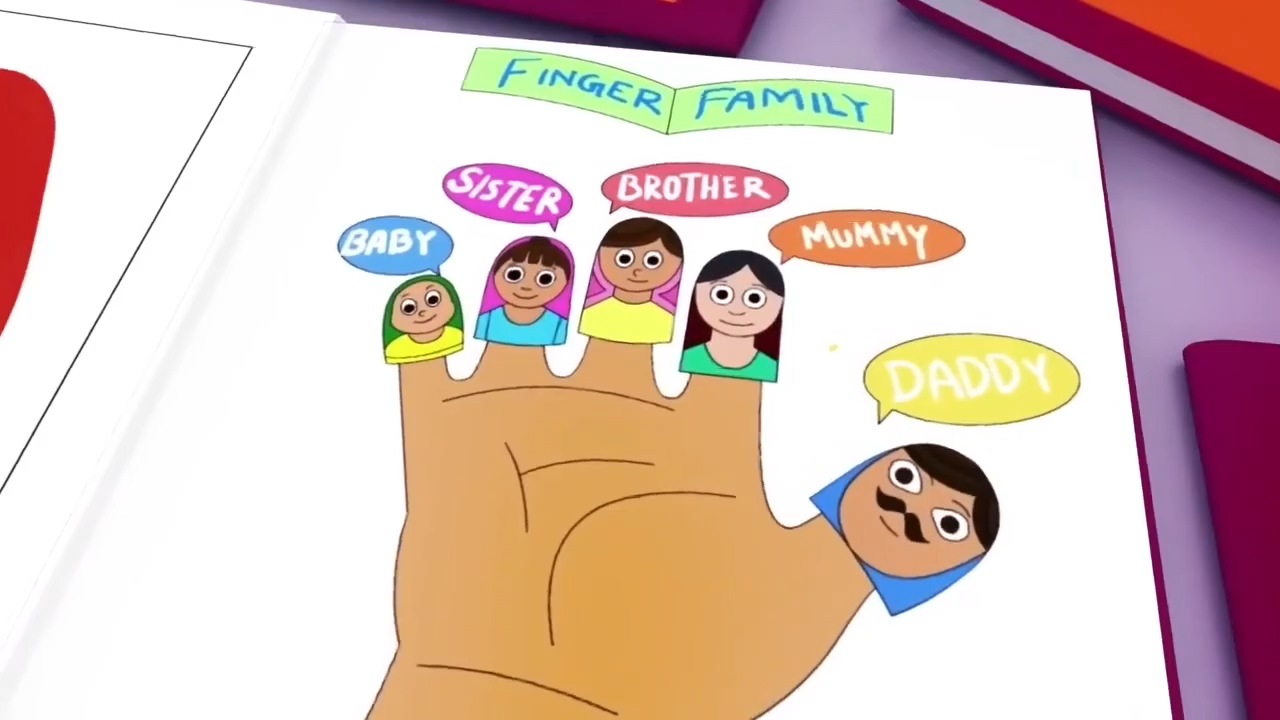 FINGER FAMILY
SISTER
BROTHER
BABY
MUMMY
DADDY